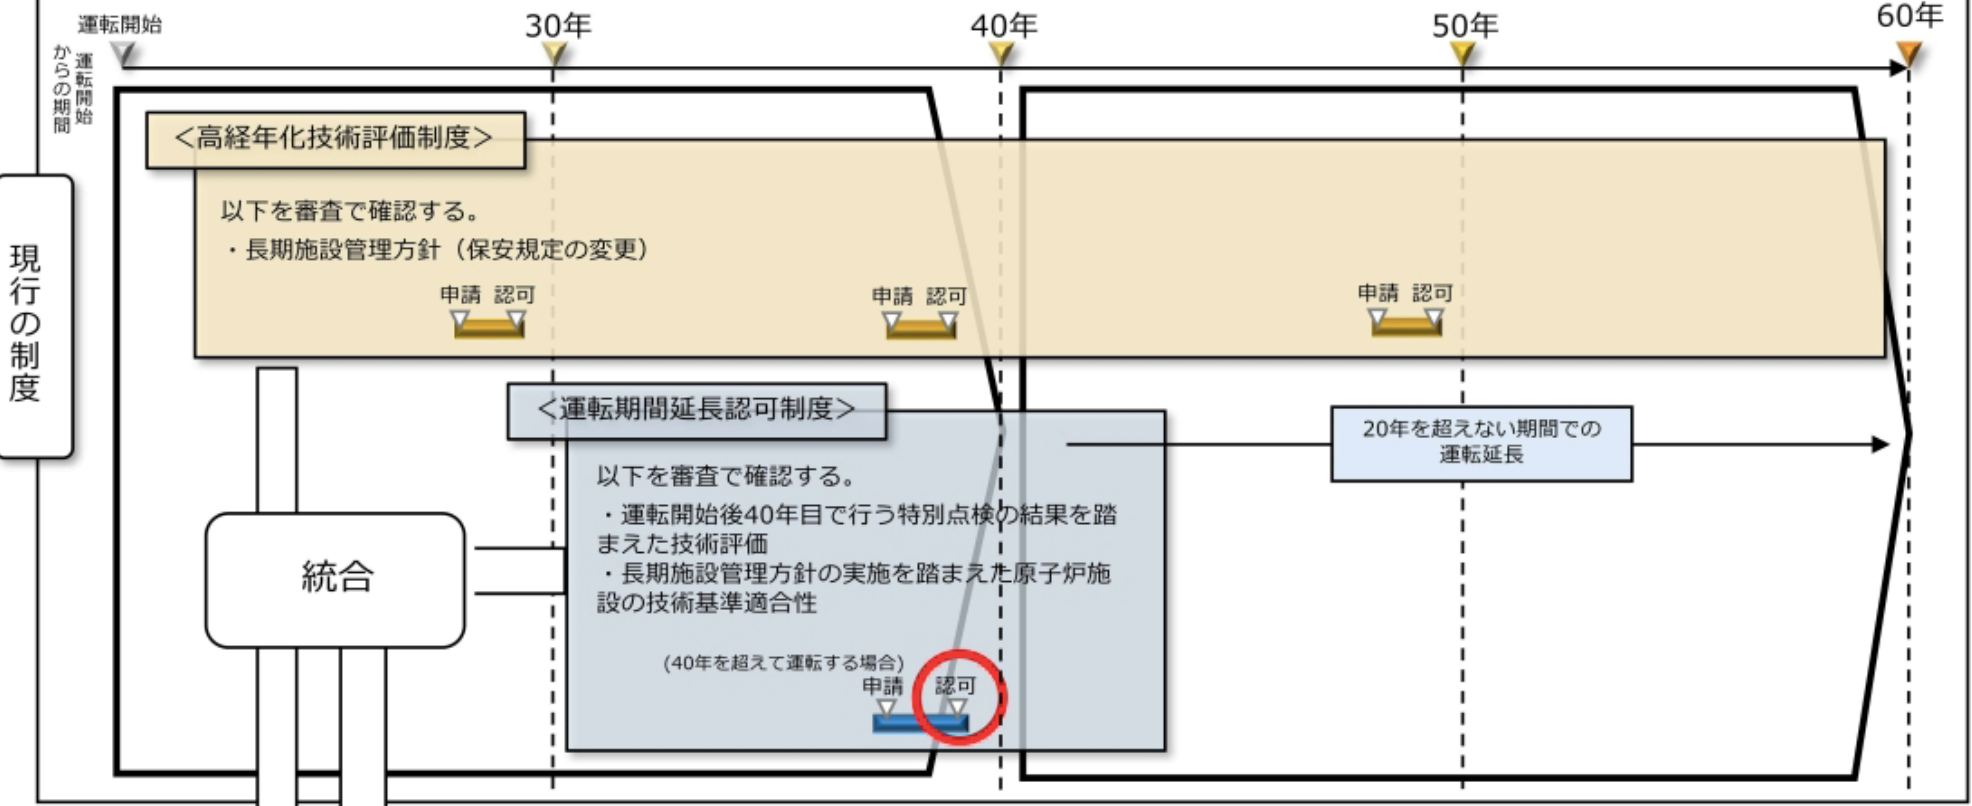 運転開始
30年
40年
50年
60年
運転開始
からの期間
現行の制度
＜高経年化技術評価制度＞
以下を審査で確認する。
・長期施設管理方針（保安規定の変更）
申請 認可
申請 認可
申請 認可
＜運転期間延長認可制度＞
以下を審査で確認する。
・運転開始後40年目で行う特別点検の結果を踏
まえた技術評価
・長期施設管理方針の実施を踏まえた原子炉施
設の技術基準適合性
(40年を超えて運転する場合)
申請 認可
20年を超えない期間での
運転延長
統合